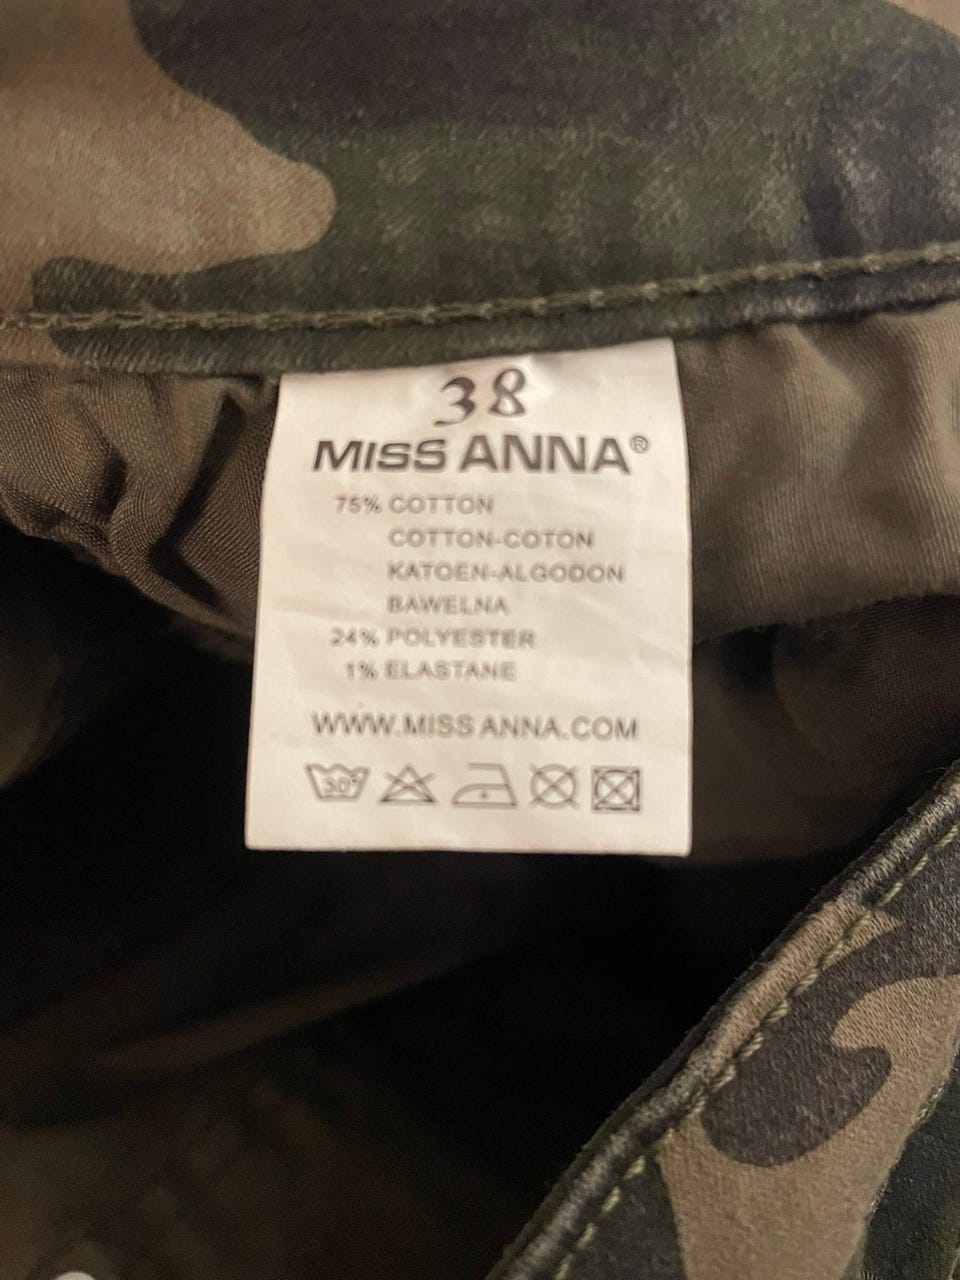 38
MISS ANNA®
75% COTTON
COTTON-COTON
KATOEN-ALGODON
BAWELNA
24% POLYESTER
1% ELASTANE
WWW.MISSANNA.COM
30°